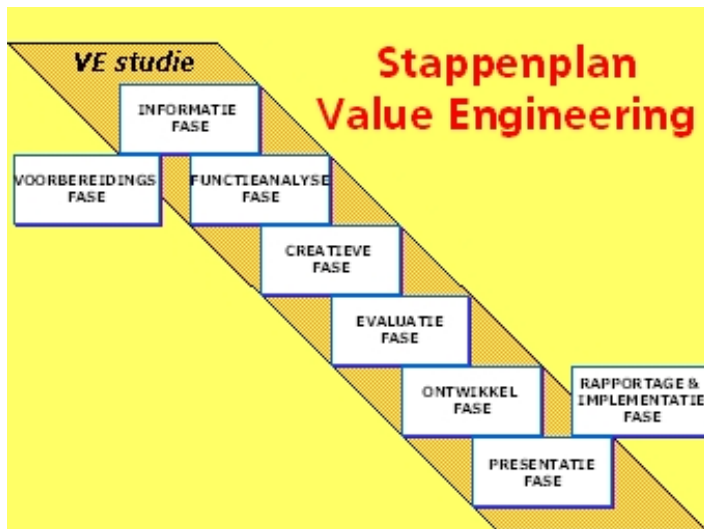 VE studie
Stappenplan
Value Engineering
INFORMATIE
FASE
VOORBEREIDINGS
FASE
FUNCTIEANALYSE
FASE
CREATIEVE
FASE
EVALUATIE
FASE
ONTWIKKEL
FASE
RAPPORTAGE &
IMPLEMENTATIE
FASE
PRESENTATIE
FASE